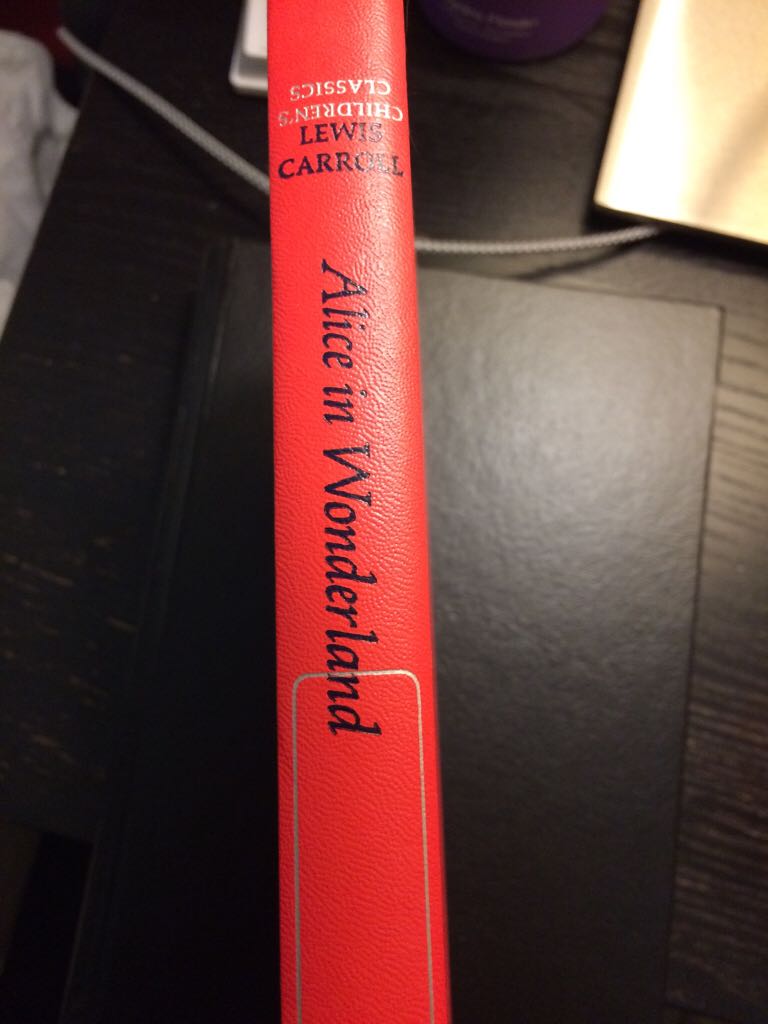 CHILDREN'S
CLASSICS
LEWIS
CARROLL
Alice in Wonderland